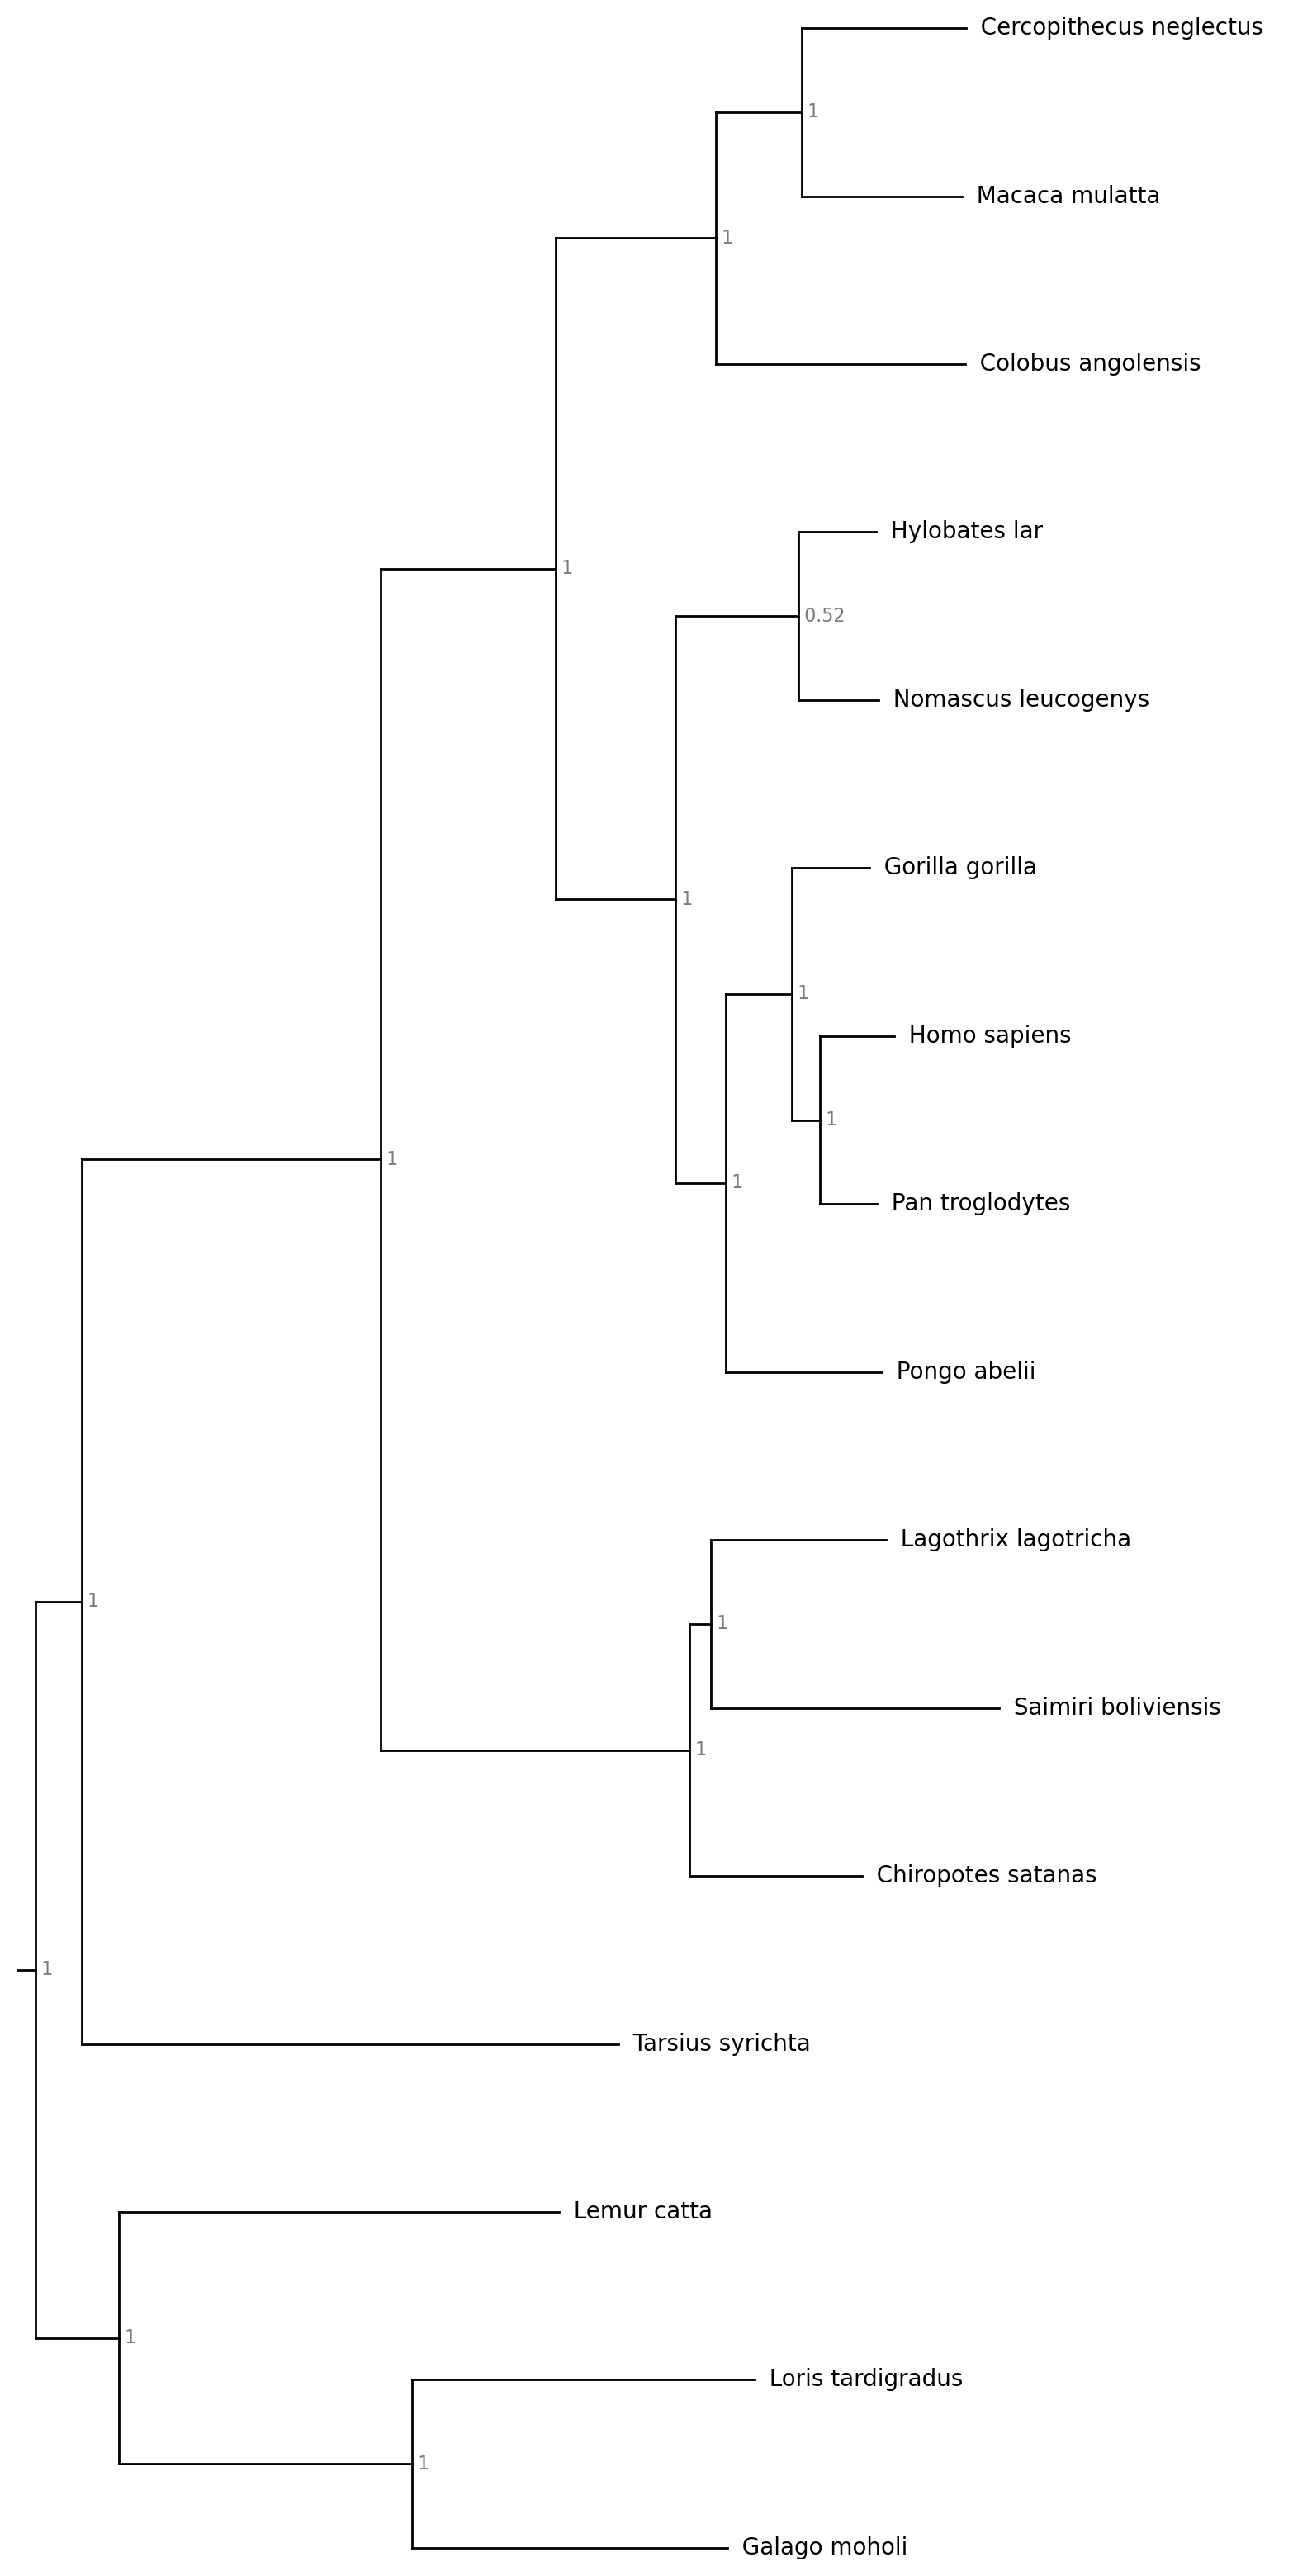 Cercopithecus neglectus
1
Macaca mulatta
1
Colobus angolensis
Hylobates lar
1
0.52
Nomascus leucogenys
Gorilla gorilla
1
1
Homo sapiens
1
1
1
Pan troglodytes
Pongo abelii
Lagothrix lagotricha
1
1
Saimiri boliviensis
1
Chiropotes satanas
1
Tarsius syrichta
Lemur catta
1
Loris tardigradus
1
Galago moholi